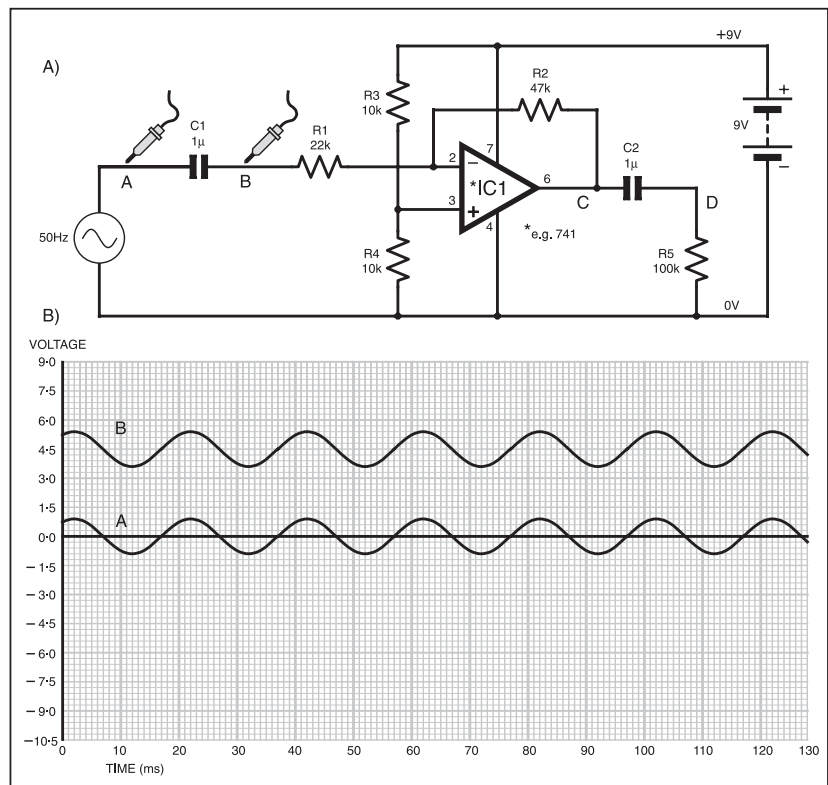 A)
+9V
R3
10k
R2
47k
C1
1µ
R1
22k
+
9V
−
A
B
2
−
7
*IC1
6
3
+
4
C
C2
1µ
D
*e.g. 741
50Hz
R4
10k
R5
100k
B)
0V
VOLTAGE
9·0
7·5
6·0
B
4·5
3·0
1·5
A
0·0
−1·5
−3·0
−4·5
−6·0
−7·5
−9·0
−10·5
0 10 20 30 40 50 60 70 75 80 90 100 110 120 130
TIME (ms)